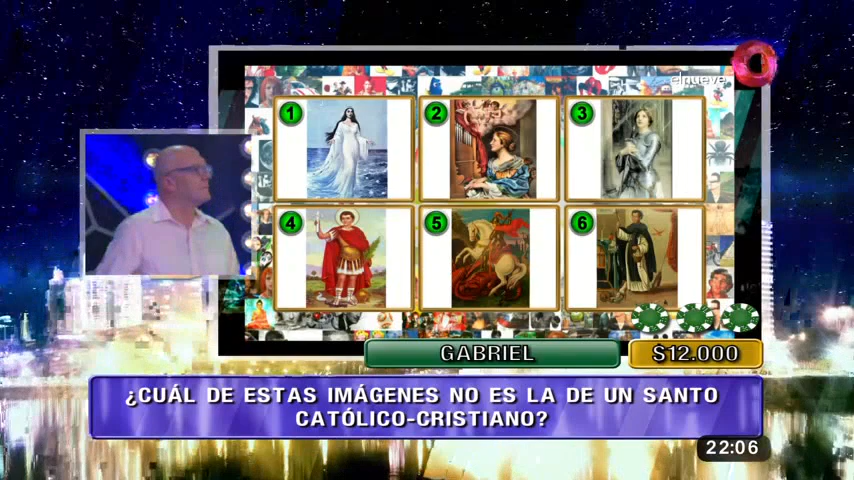 elnueve
1
2
3
4
5
6
GABRIEL
$12.000
¿CUÁL DE ESTAS IMÁGENES NO ES LA DE UN SANTO
CATÓLICO-CRISTIANO?
22:06